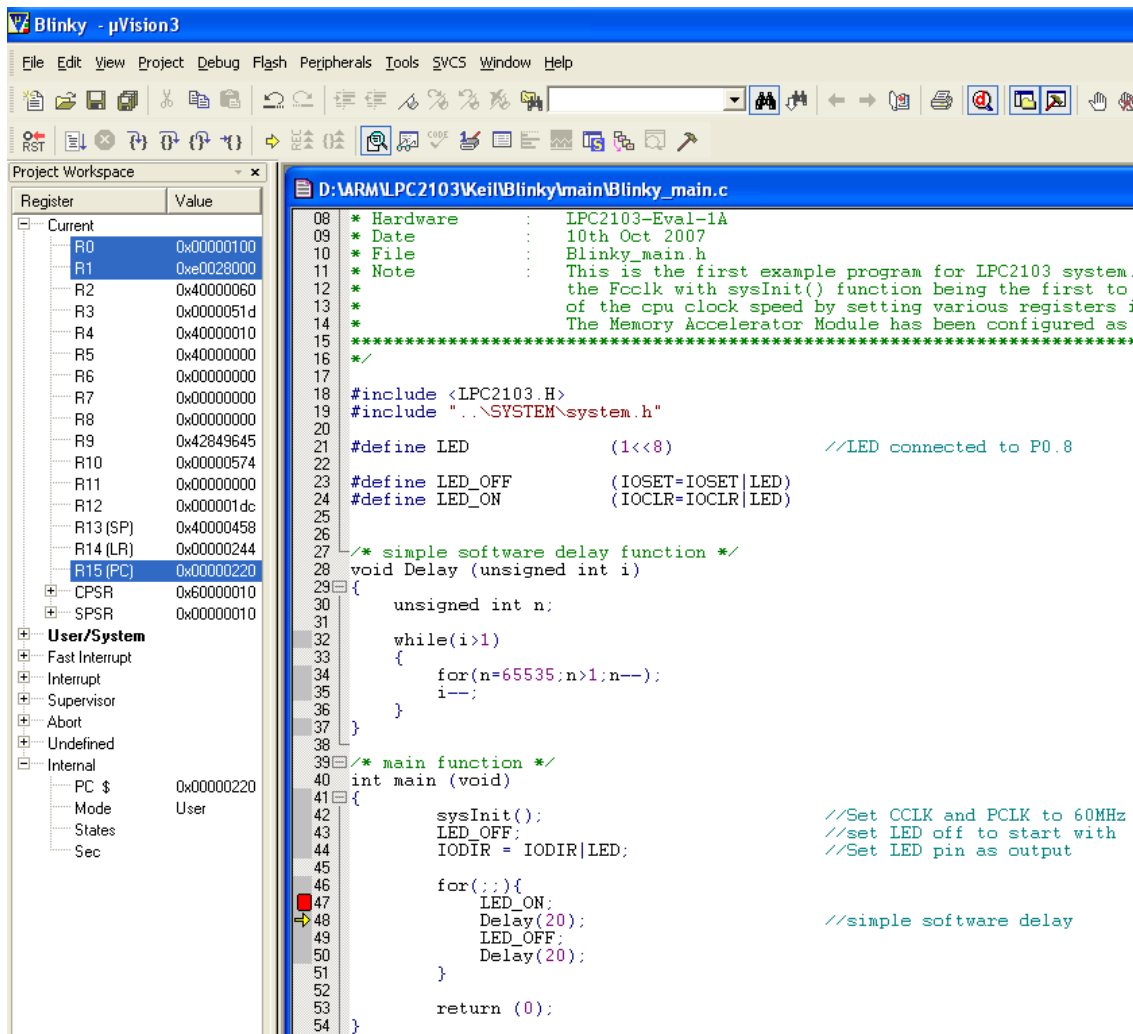 Blinky - µVision3
File Edit View Project Debug Flash Peripherals Tools SVCS Window Help
RST
CODE
Project Workspace
Register Value
Current
R0 0x00000100
R1 0xe0028000
R2 0x40000060
R3 0x0000051d
R4 0x40000010
R5 0x40000000
R6 0x00000000
R7 0x00000000
R8 0x00000000
R9 0x42849645
R10 0x00000574
R11 0x00000000
R12 0x000001dc
R13 (SP) 0x40000458
R14 (LR) 0x00000244
R15 (PC) 0x00000220
CPSR 0x60000010
SPSR 0x00000010
User/System
Fast Interrupt
Interrupt
Supervisor
Abort
Undefined
Internal
PC $ 0x00000220
Mode User
States
Sec
D:\ARM\LPC2103\Keil\Blinky\main\Blinky_main.c
08 * Hardware : LPC2103-Eval-1A
09 * Date : 10th Oct 2007
10 * File : Blinky_main.h
11 * Note : This is the first example program for LPC2103 system.
12 * the Fcclk with sysInit() function being the first to
13 * of the cpu clock speed by setting various registers i
14 * The Memory Accelerator Module has been configured as
15 *****************************************************************************
16 */
17
18 #include <LPC2103.H>
19 #include "..\SYSTEM\system.h"
20
21 #define LED (1<<8) //LED connected to P0.8
22
23 #define LED_OFF (IOSET=IOSET|LED)
24 #define LED_ON (IOCLR=IOCLR|LED)
25
26
27 /* simple software delay function */
28 void Delay (unsigned int i)
29 {
30 unsigned int n;
31
32 while(i>1)
33 {
34 for(n=65535;n>1;n--);
35 i--;
36 }
37 }
38
39 /* main function */
40 int main (void)
41 {
42 sysInit(); //Set CCLK and PCLK to 60MHz
43 LED_OFF; //set LED off to start with
44 IODIR = IODIR|LED; //Set LED pin as output
45
46 for(;;){
47 LED_ON;
48 Delay(20); //simple software delay
49 LED_OFF;
50 Delay(20);
51 }
52
53 return (0);
54 }